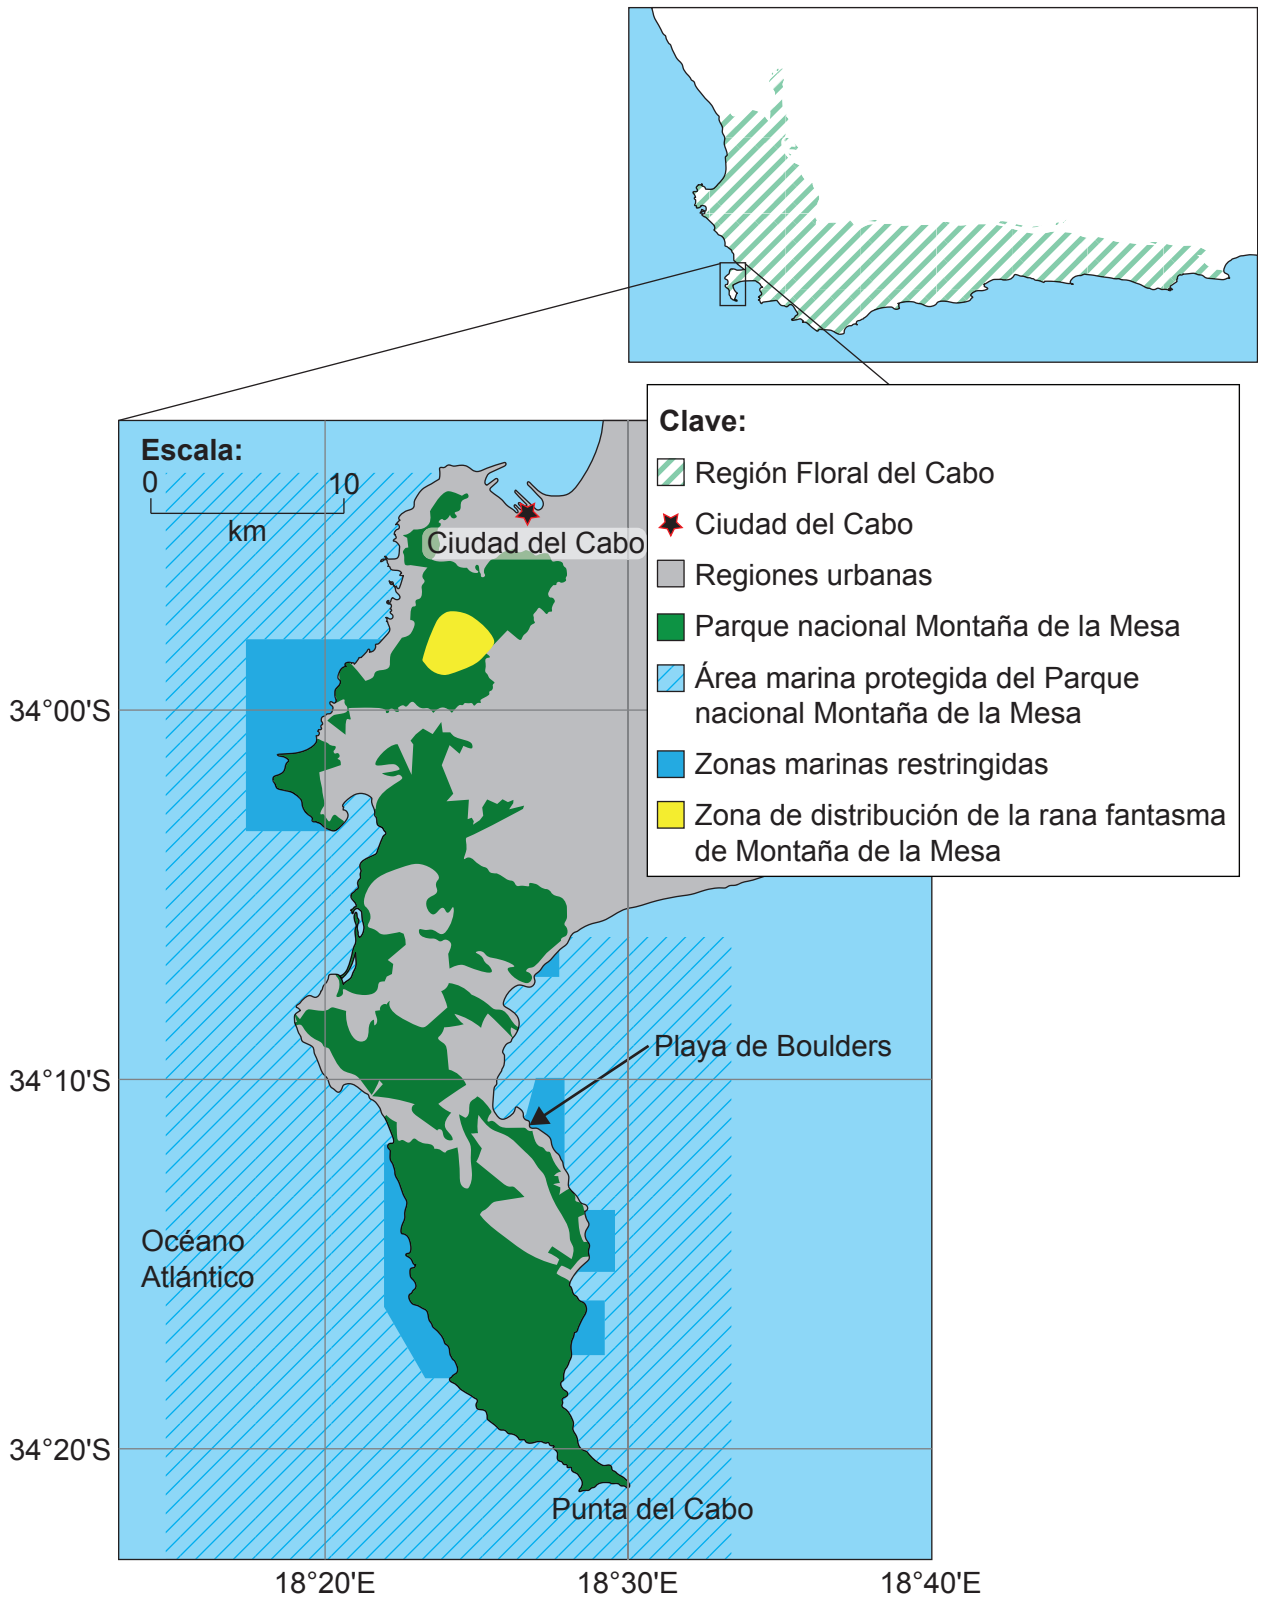 Clave:
Región Floral del Cabo
Ciudad del Cabo
Regiones urbanas
Parque nacional Montaña de la Mesa
Área marina protegida del Parque
nacional Montaña de la Mesa
Zonas marinas restringidas
Zona de distribución de la rana fantasma
de Montaña de la Mesa
Escala:
0 10
km
Ciudad del Cabo
34°00'S
Playa de Boulders
34°10'S
Océano
Atlántico
34°20'S
Punta del Cabo
18°20'E 18°30'E 18°40'E